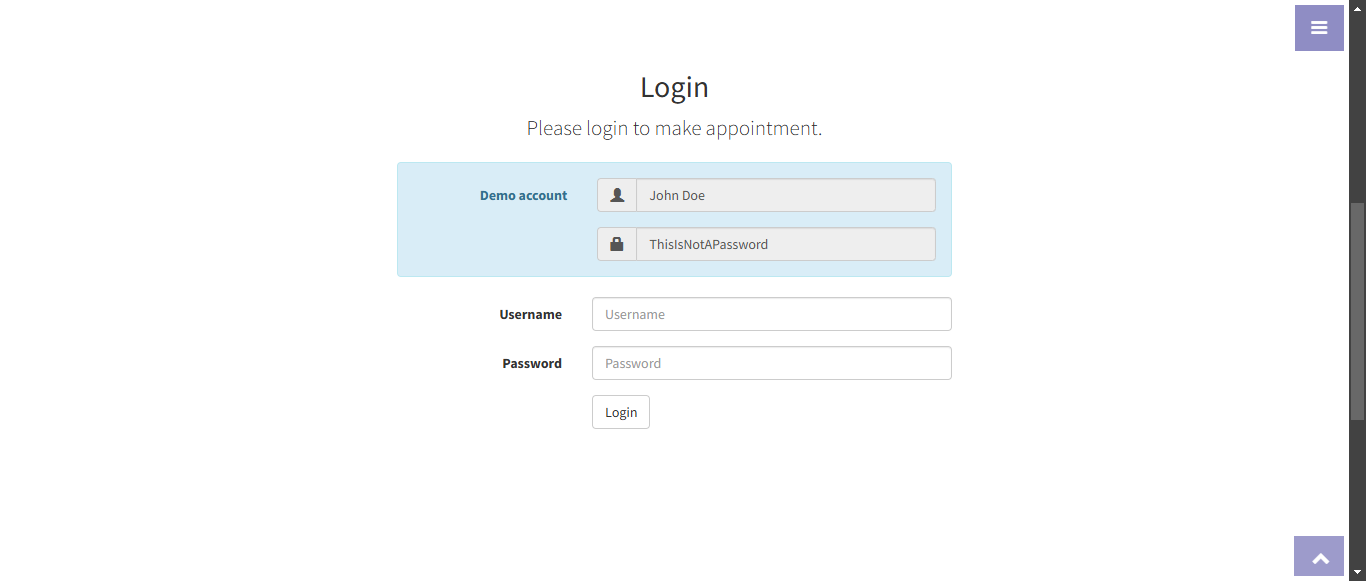 Login
Please login to make appointment.
Demo account
John Doe
ThisIsNotAPassword
Username
Username
Password
Password
Login